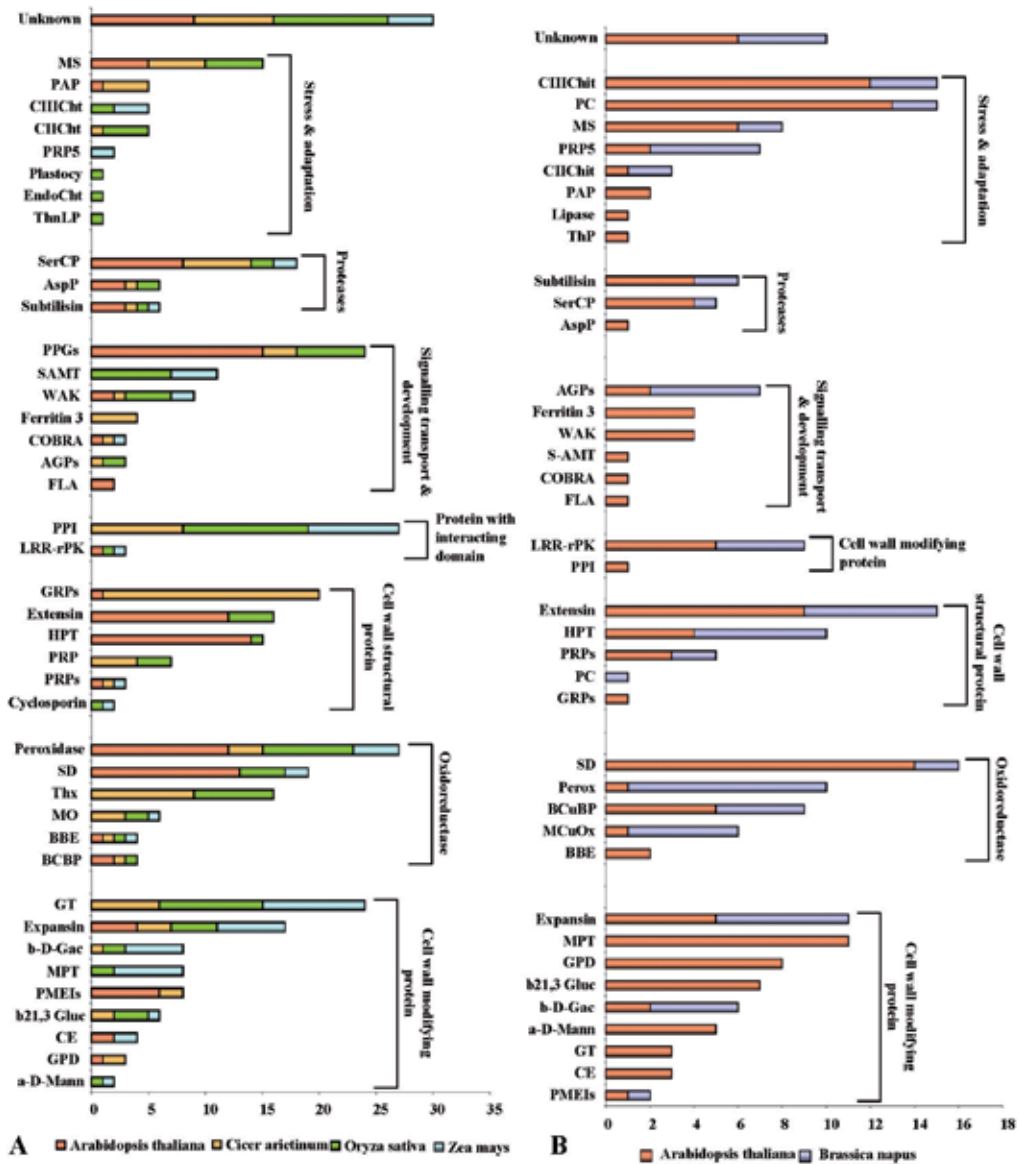 Unknown
MS
PAP
CIIICht
CIICht
PRP5
Plastocy
EndoCht
ThnLP
Stress & adaptation
SerCP
AspP
Subtilisin
Proteases
PPGs
SAMT
WAK
Ferritin 3
COBRA
AGPs
FLA
Signalling transport &
development
PPI
LRR-rPK
Protein with
interacting
domain
GRPs
Extensin
HPT
PRP
PRPs
Cyclosporin
Cell wall structural
protein
Peroxidase
SD
Thx
MO
BBE
BCBP
Oxidoreductase
GT
Expansin
b-D-Gac
MPT
PMEIs
b21,3 Gluc
CE
GPD
a-D-Mann
Cell wall modifying
protein
0 5 10 15 20 25 30 35
A
Arabidopsis thaliana Cicer arictinum Oryza sativa Zea mays
Unknown
CIIIChit
PC
MS
PRP5
CIIChit
PAP
Lipase
ThP
Stress & adaptation
Subtilisin
SerCP
AspP
Proteases
AGPs
Ferritin 3
WAK
S-AMT
COBRA
FLA
Signalling transport
& development
LRR-rPK
PPI
Cell wall modifying
protein
Extensin
HPT
PRPs
PC
GRPs
Cell wall
structural protein
SD
Perox
BCuBP
MCuOx
BBE
Oxidoreductase
Expansin
MPT
GPD
b21,3 Gluc
b-D-Gac
a-D-Mann
GT
CE
PMEIs
Cell wall modifying
protein
0 2 4 6 8 10 12 14 16 18
B
Arabidopsis thaliana Brassica napus